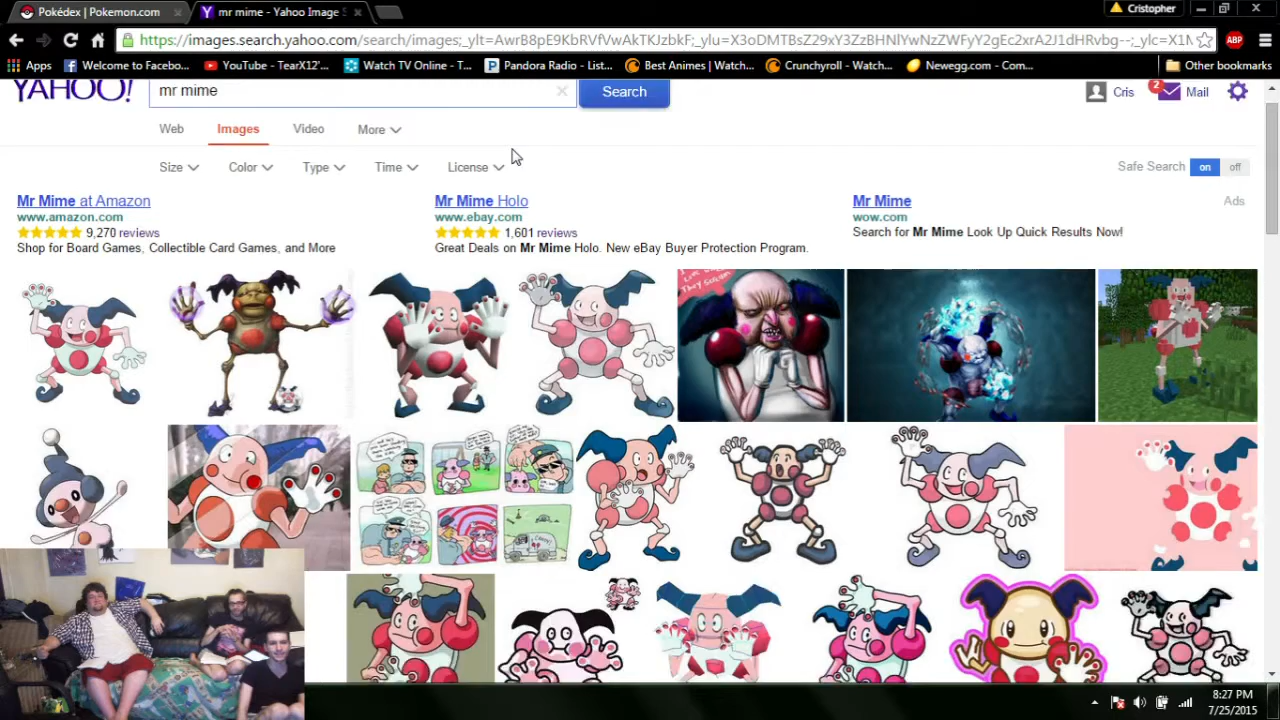 Pokédex | Pokemon.com
mr mime - Yahoo Image S
Cristopher
https://images.search.yahoo.com/search/images;_ylt=AwrB8pE9KbRVfVwAkTKJzbkF;_ylu=X3oDMTBsZ29xY3ZzBHNlYwNzZWFyY2gEc2xrA2J1dHRvbg--;_ylc=X1M
ABP
Apps
Welcome to Facebook...
YouTube - TearX12'...
Watch TV Online - T...
Pandora Radio - List...
Best Animes | Watch...
Crunchyroll - Watch...
Newegg.com - Com...
Other bookmarks
YAHOO!
mr mime
Search
Cris
2
Mail
Web
Images
Video
More
Size
Color
Type
Time
License
Safe Search
on
off
Mr Mime at Amazon
www.amazon.com
9,270 reviews
Shop for Board Games, Collectible Card Games, and More
Mr Mime Holo
www.ebay.com
1,601 reviews
Great Deals on Mr Mime Holo. New eBay Buyer Protection Program.
Mr Mime
wow.com
Search for Mr Mime Look Up Quick Results Now!
Ads
8:27 PM
7/25/2015